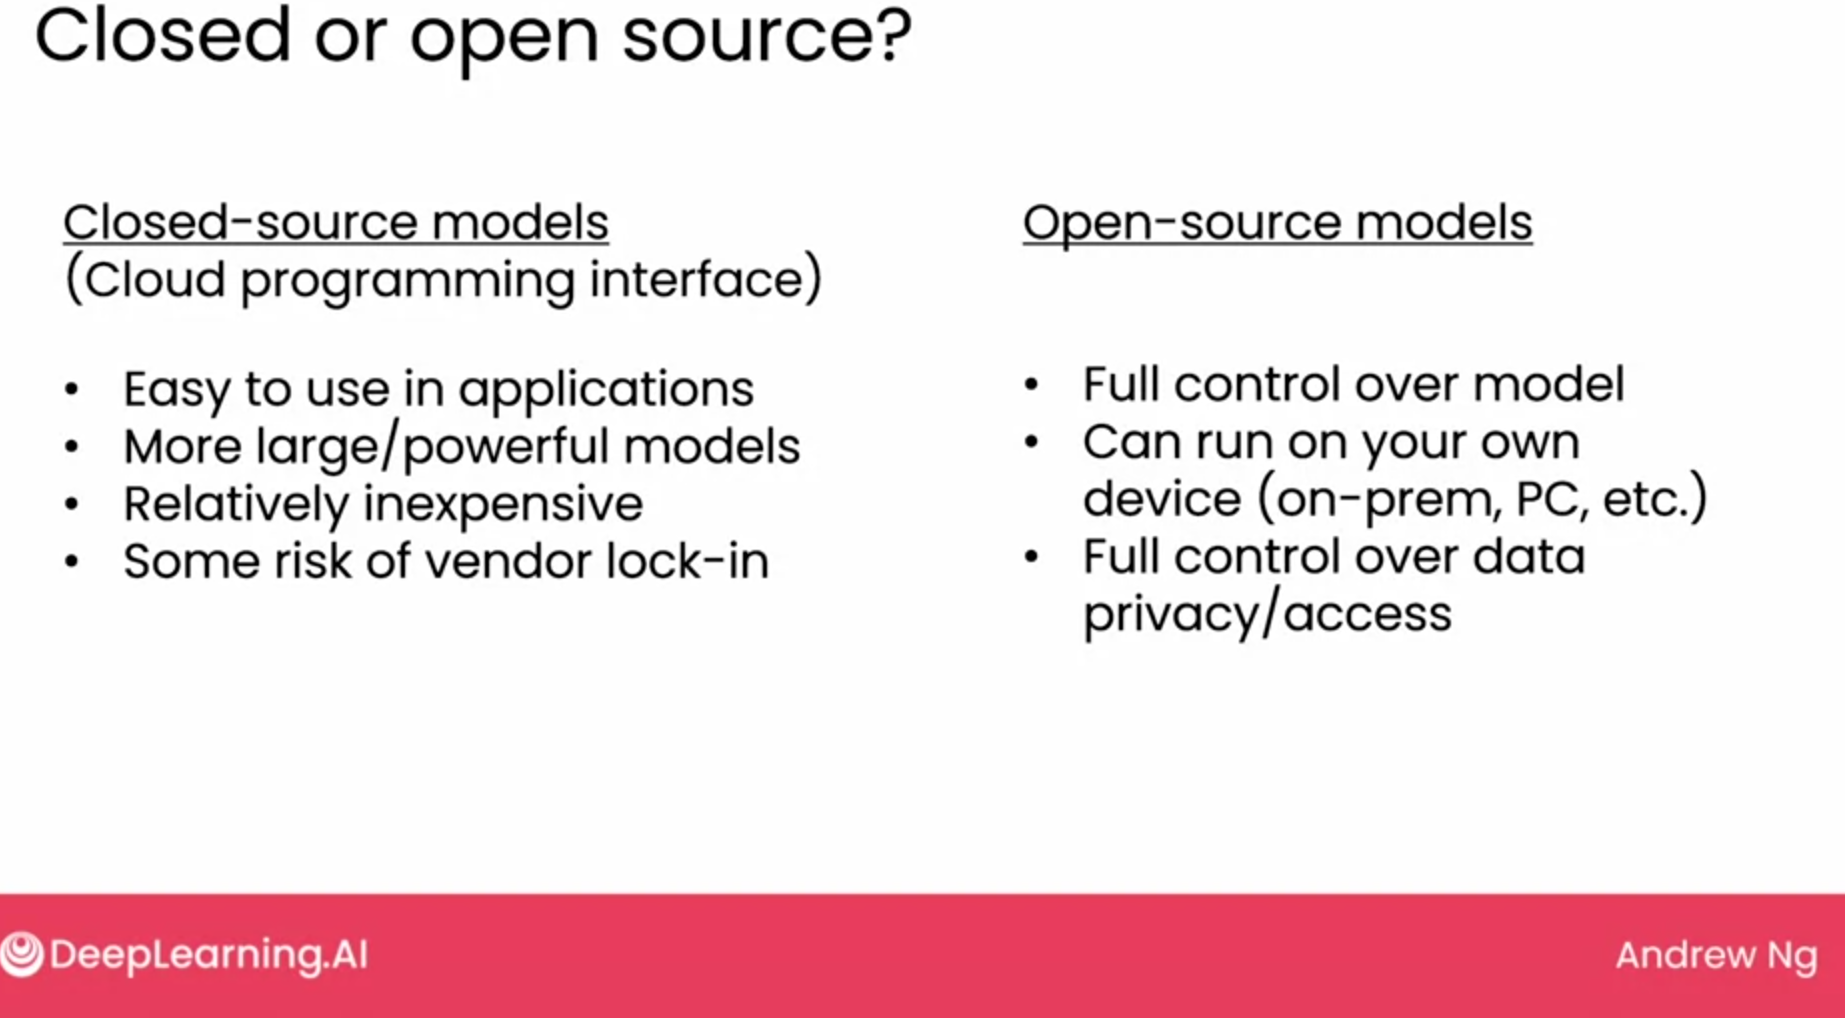 Closed or open source?
Closed-source models
(Cloud programming interface)
• Easy to use in applications
• More large/powerful models
• Relatively inexpensive
• Some risk of vendor lock-in
Open-source models
• Full control over model
• Can run on your own
device (on-prem, PC, etc.)
• Full control over data
privacy/access
DeepLearning.AI
Andrew Ng